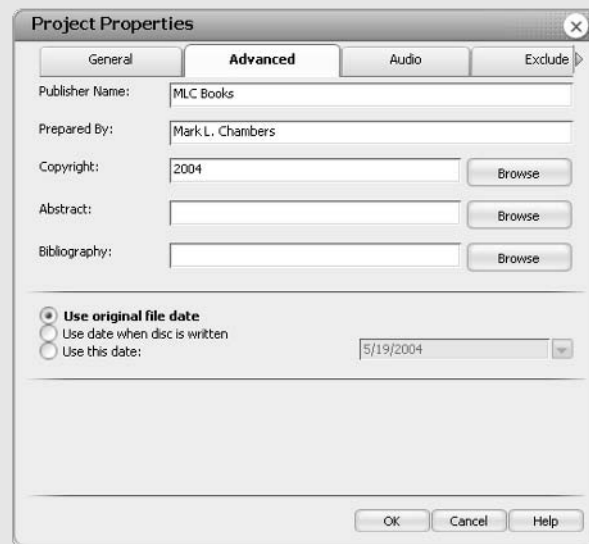 Project Properties
General Advanced Audio Exclude
Publisher Name: MLC Books
Prepared By: Mark L. Chambers
Copyright: 2004 Browse
Abstract: Browse
Bibliography: Browse
Use original file date
Use date when disc is written
Use this date: 5/19/2004
OK Cancel Help